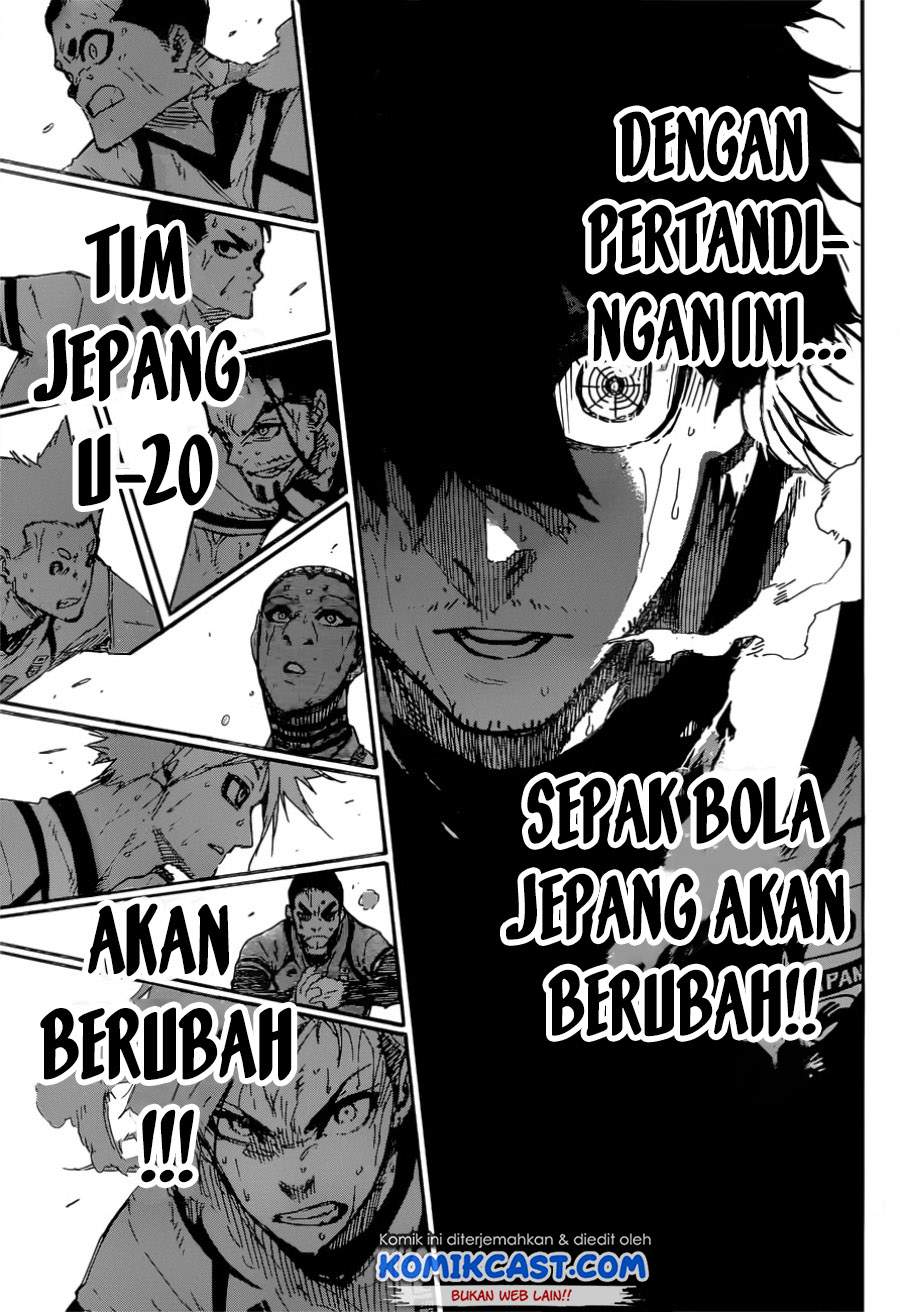 DENGAN
PERTANDI-
NGAN INI...
SEPAK BOLA
JEPANG AKAN
BERUBAH!!
TIM
JEPANG
U-20
AKAN
BERUBAH
!!!
PAN
Komik ini diterjemahkan & diedit oleh
KOMIKCAST.COM
BUKAN WEB LAIN!!